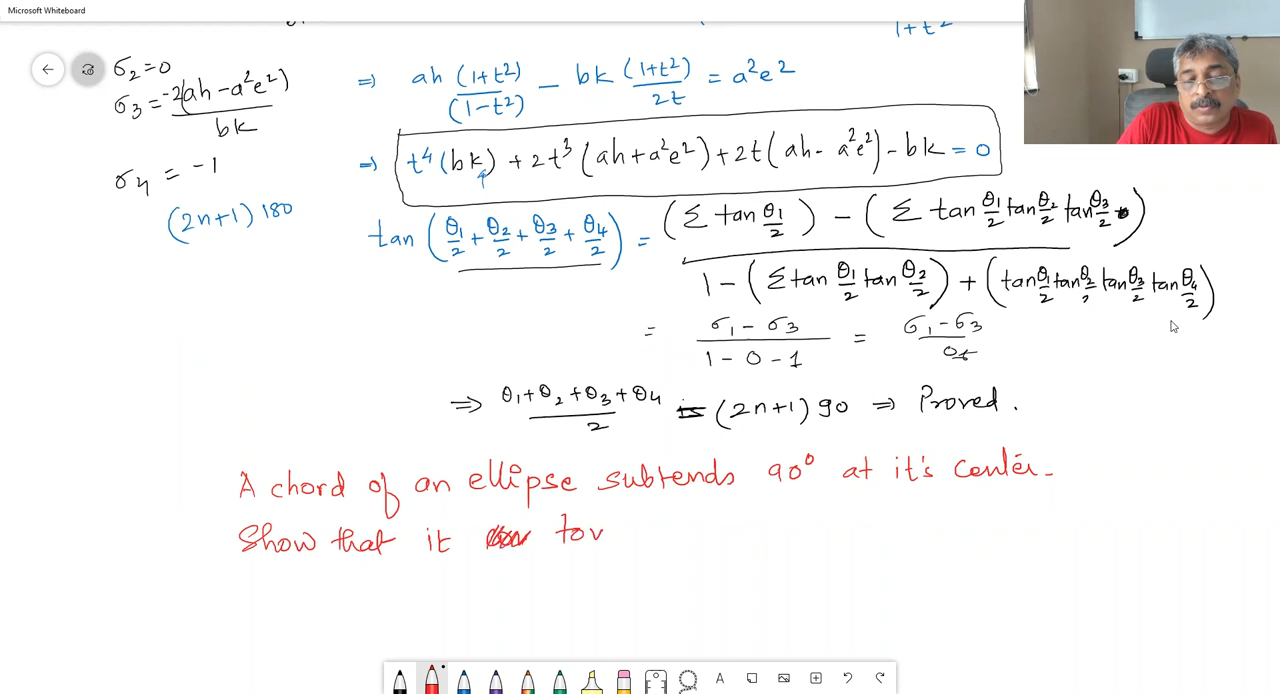 Microsoft Whiteboard
1+t²
σ₂=0
σ₃ = -2(ah - a²e²) / bk
σ₄ = -1
(2n+1) 180
⇒ ah (1+t²)/(1-t²) - bk (1+t²)/2t = a²e²
⇒ t⁴(bk) + 2t³(ah+a²e²) + 2t(ah - a²e²) - bk = 0
tan (θ₁/2 + θ₂/2 + θ₃/2 + θ₄/2) = (Σ tan θ₁/2) - (Σ tan θ₁/2 tan θ₂/2 tan θ₃/2) / 1 - (Σ tan θ₁/2 tan θ₂/2) + (tan θ₁/2 tan θ₂/2 tan θ₃/2 tan θ₄/2)
= σ₁ - σ₃ / 1 - 0 - 1 = σ₁ - σ₃ / 0
⇒ θ₁+θ₂+θ₃+θ₄ / 2 = (2n+1) 90 ⇒ Proved.
A chord of an ellipse subtends 90° at it's center.
Show that it tov
A